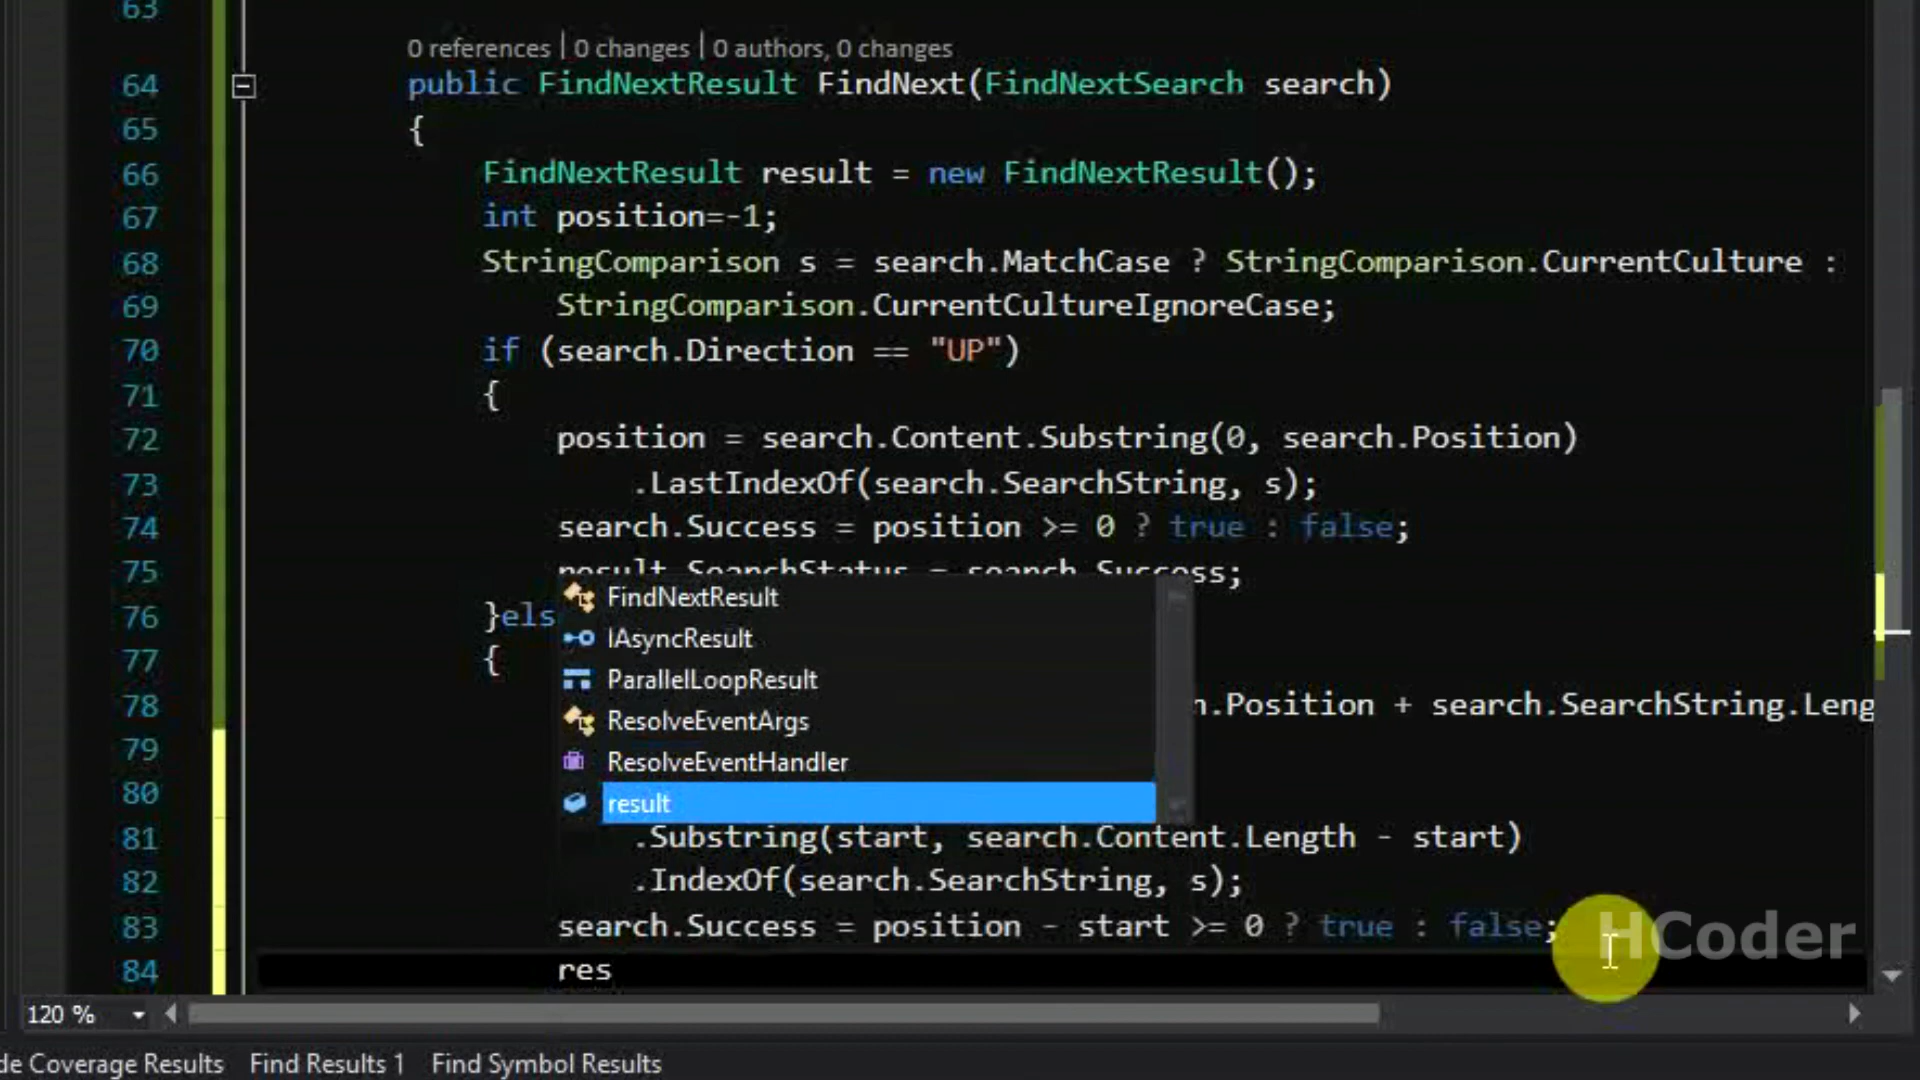 63
0 references | 0 changes | 0 authors, 0 changes
64 public FindNextResult FindNext(FindNextSearch search)
65 {
66 FindNextResult result = new FindNextResult();
67 int position=-1;
68 StringComparison s = search.MatchCase ? StringComparison.CurrentCulture :
69 StringComparison.CurrentCultureIgnoreCase;
70 if (search.Direction == "UP")
71 {
72 position = search.Content.Substring(0, search.Position)
73 .LastIndexOf(search.SearchString, s);
74 search.Success = position >= 0 ? true : false;
75 result.SearchStatus = search.Success;
FindNextResult
76 }els
IAsyncResult
77 {
ParallelLoopResult
78 .Position + search.SearchString.Leng
ResolveEventArgs
79
ResolveEventHandler
80
result
81 .Substring(start, search.Content.Length - start)
82 .IndexOf(search.SearchString, s);
83 search.Success = position - start >= 0 ? true : false;
HCoder
84 res
120 %
de Coverage Results Find Results 1 Find Symbol Results